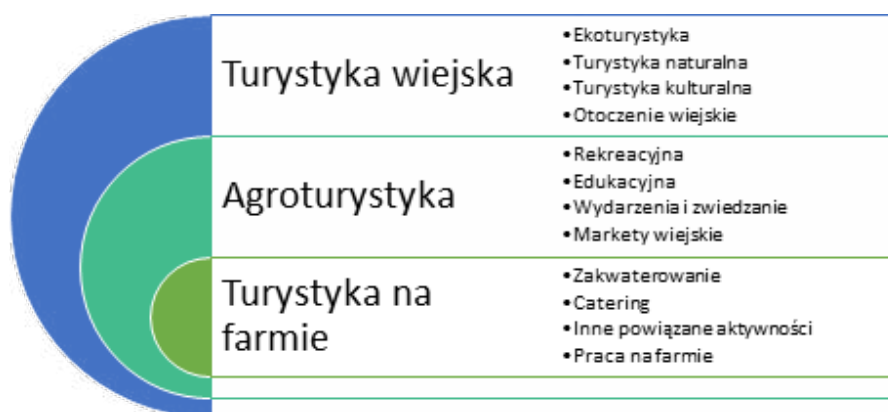 Turystyka wiejska
•Ekoturystyka
•Turystyka naturalna
•Turystyka kulturalna
•Otoczenie wiejskie
Agroturystyka
•Rekreacyjna
•Edukacyjna
•Wydarzenia i zwiedzanie
•Markety wiejskie
Turystyka na
farmie
•Zakwaterowanie
•Catering
•Inne powiązane aktywności
•Praca na farmie